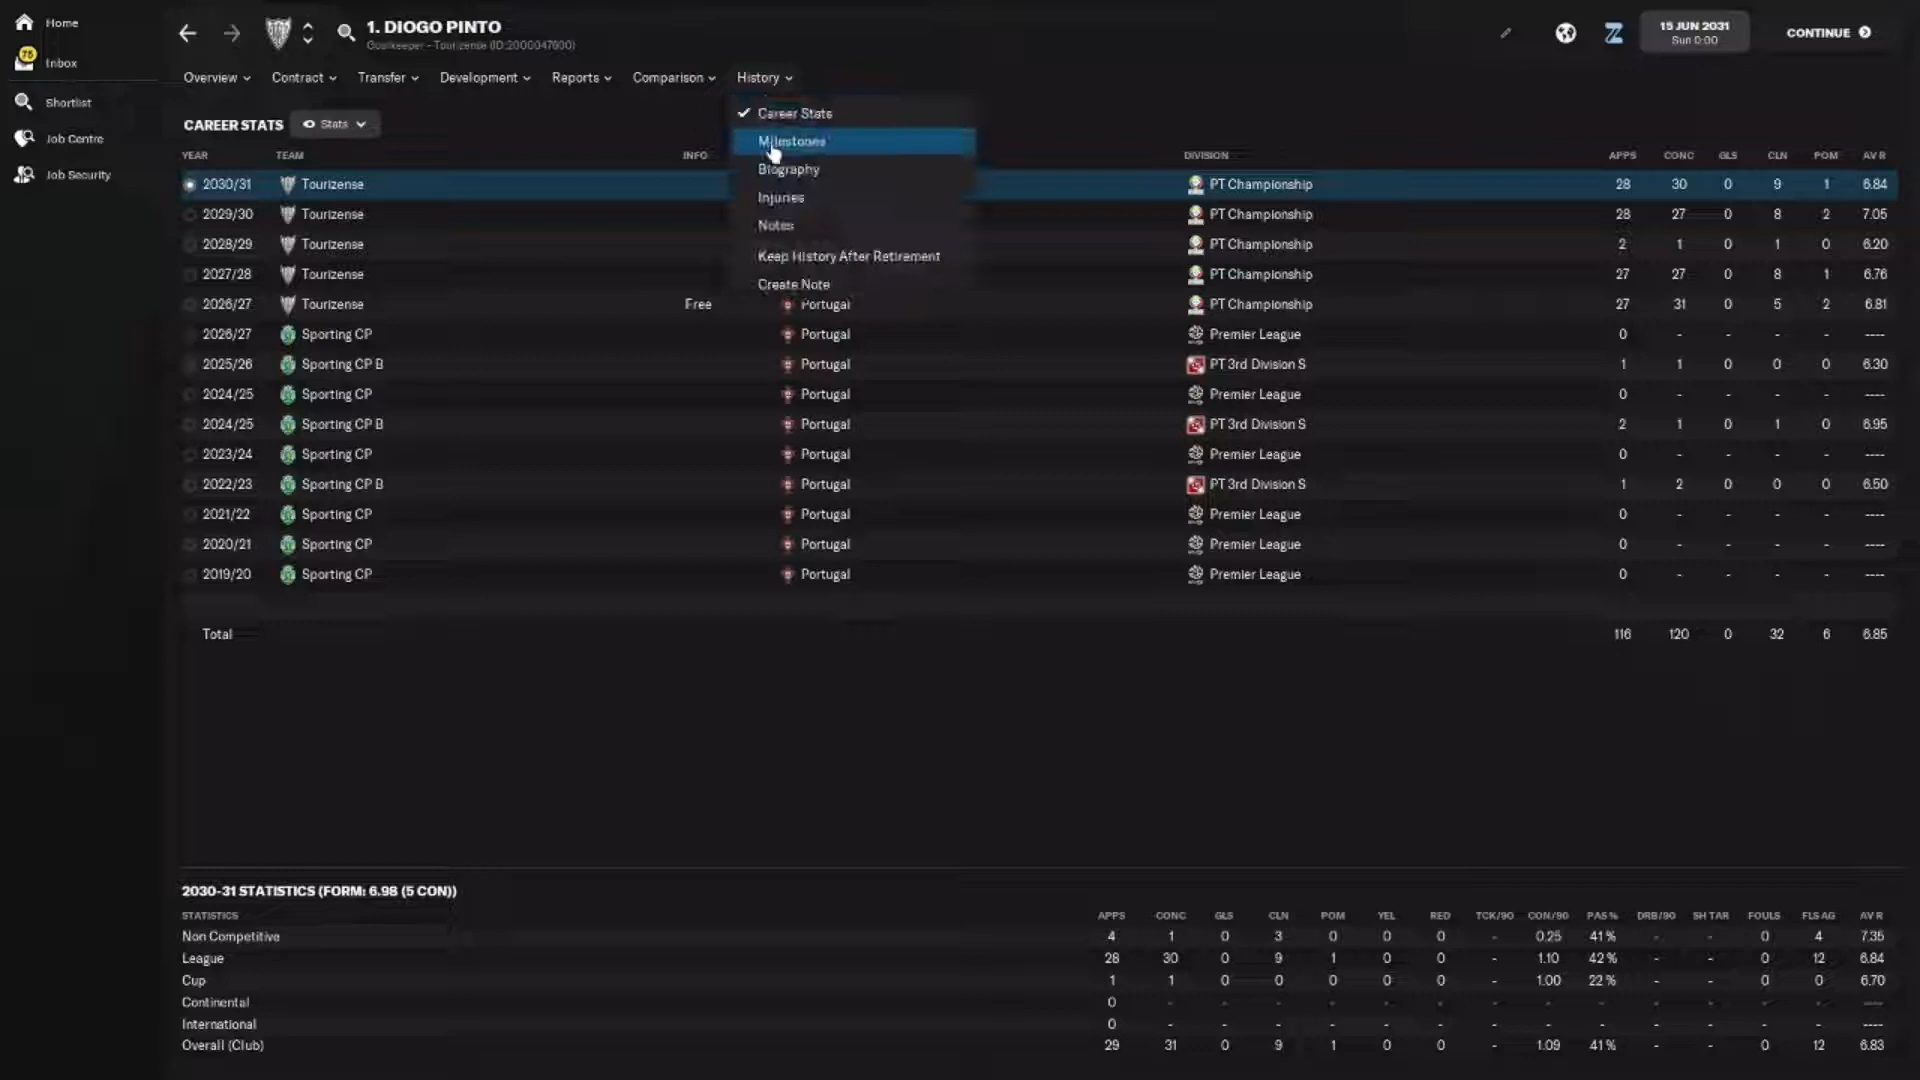 Home
75
Inbox
Shortlist
Job Centre
Job Security
1. DIOGO PINTO
Goalkeeper - Tourizense (ID:2000047600)
15 JUN 2031
Sun 0:00
CONTINUE
Overview Contract Transfer Development Reports Comparison History
CAREER STATS Stats
Career Stats
Milestones
Biography
Injuries
Notes
Keep History After Retirement
Create Note
YEAR TEAM INFO DIVISION APPS CONC GLS CLN POM AV R
2030/31 Tourizense PT Championship 28 30 0 9 1 6.84
2029/30 Tourizense PT Championship 28 27 0 8 2 7.05
2028/29 Tourizense PT Championship 2 1 0 1 0 6.20
2027/28 Tourizense PT Championship 27 27 0 8 1 6.76
2026/27 Tourizense Free Portugal PT Championship 27 31 0 5 2 6.81
2026/27 Sporting CP Portugal Premier League 0 - - - - ----
2025/26 Sporting CP B Portugal PT 3rd Division S 1 1 0 0 0 6.30
2024/25 Sporting CP Portugal Premier League 0 - - - - ----
2024/25 Sporting CP B Portugal PT 3rd Division S 2 1 0 1 0 6.95
2023/24 Sporting CP Portugal Premier League 0 - - - - ----
2022/23 Sporting CP B Portugal PT 3rd Division S 1 2 0 0 0 6.50
2021/22 Sporting CP Portugal Premier League 0 - - - - ----
2020/21 Sporting CP Portugal Premier League 0 - - - - ----
2019/20 Sporting CP Portugal Premier League 0 - - - - ----
Total 116 120 0 32 6 6.85
2030-31 STATISTICS (FORM: 6.98 (5 CON))
STATISTICS APPS CONC GLS CLN POM YEL RED TCK/90 CON/90 PAS % DRB/90 SH TAR FOULS FLS AG AV R
Non Competitive 4 1 0 3 0 0 0 - 0.25 41% - - 0 4 7.35
League 28 30 0 9 1 0 0 - 1.10 42% - - 0 12 6.84
Cup 1 1 0 0 0 0 0 - 1.00 22% - - 0 0 6.70
Continental 0 - - - - - - - - - - - - - ----
International 0 - - - - - - - - - - - - - ----
Overall (Club) 29 31 0 9 1 0 0 - 1.09 41% - - 0 12 6.83